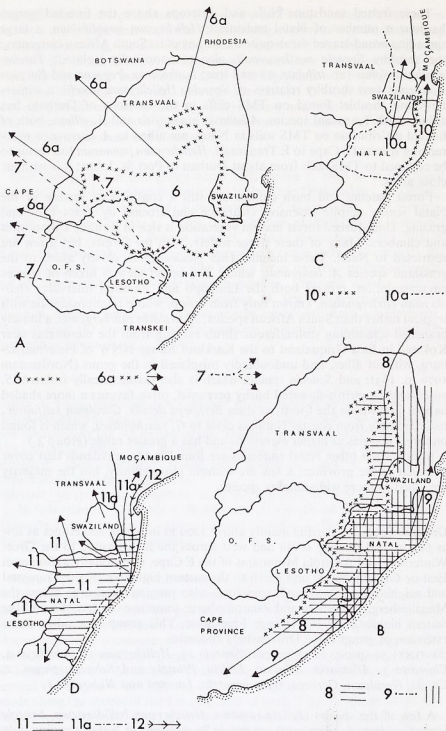 6a
RHODESIA
BOTSWANA
TRANSVAAL
6a
7
7
6
CAPE
6a
7
SWAZILAND
7
O.F.S.
LESOTHO
NATAL
TRANSKEI
A
TRANSVAAL
MOÇAMBIQUE
SWAZILAND
10
10a
NATAL
C
10 ×××× 10a —·—·—
6 ×××× 6a
7
8
TRANSVAAL
SWAZILAND
9
O.F.S.
NATAL
LESOTHO
CAPE
PROVINCE
8
9
B
8 9
MOÇAMBIQUE
TRANSVAAL
11a
12
11a
SWAZILAND
11
11
11
NATAL
LESOTHO
11
D
11 11a 12